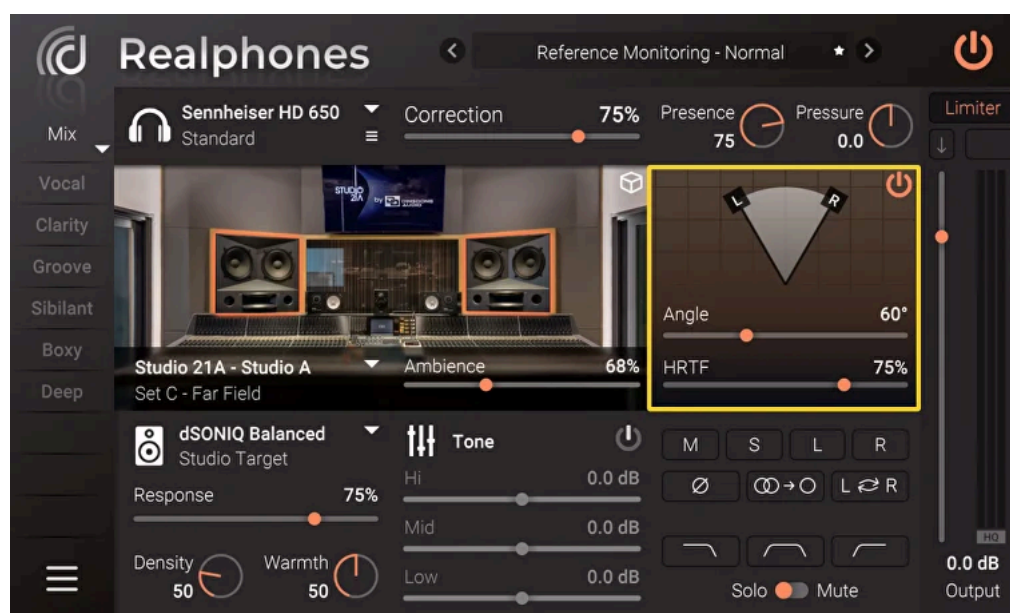 Realphones
Reference Monitoring - Normal
Limiter
Mix
Vocal
Clarity
Groove
Sibilant
Boxy
Deep
Sennheiser HD 650
Standard
Correction 75%
Presence
75
Pressure
0.0
STUDIO
21A
by
Studio 21A - Studio A
Set C - Far Field
Ambience 68%
L R
Angle 60°
HRTF 75%
dSONIQ Balanced
Studio Target
Response 75%
Density
50
Warmth
50
Tone
Hi 0.0 dB
Mid 0.0 dB
Low 0.0 dB
M S L R
Ø L R
Solo Mute
HQ
0.0 dB
Output